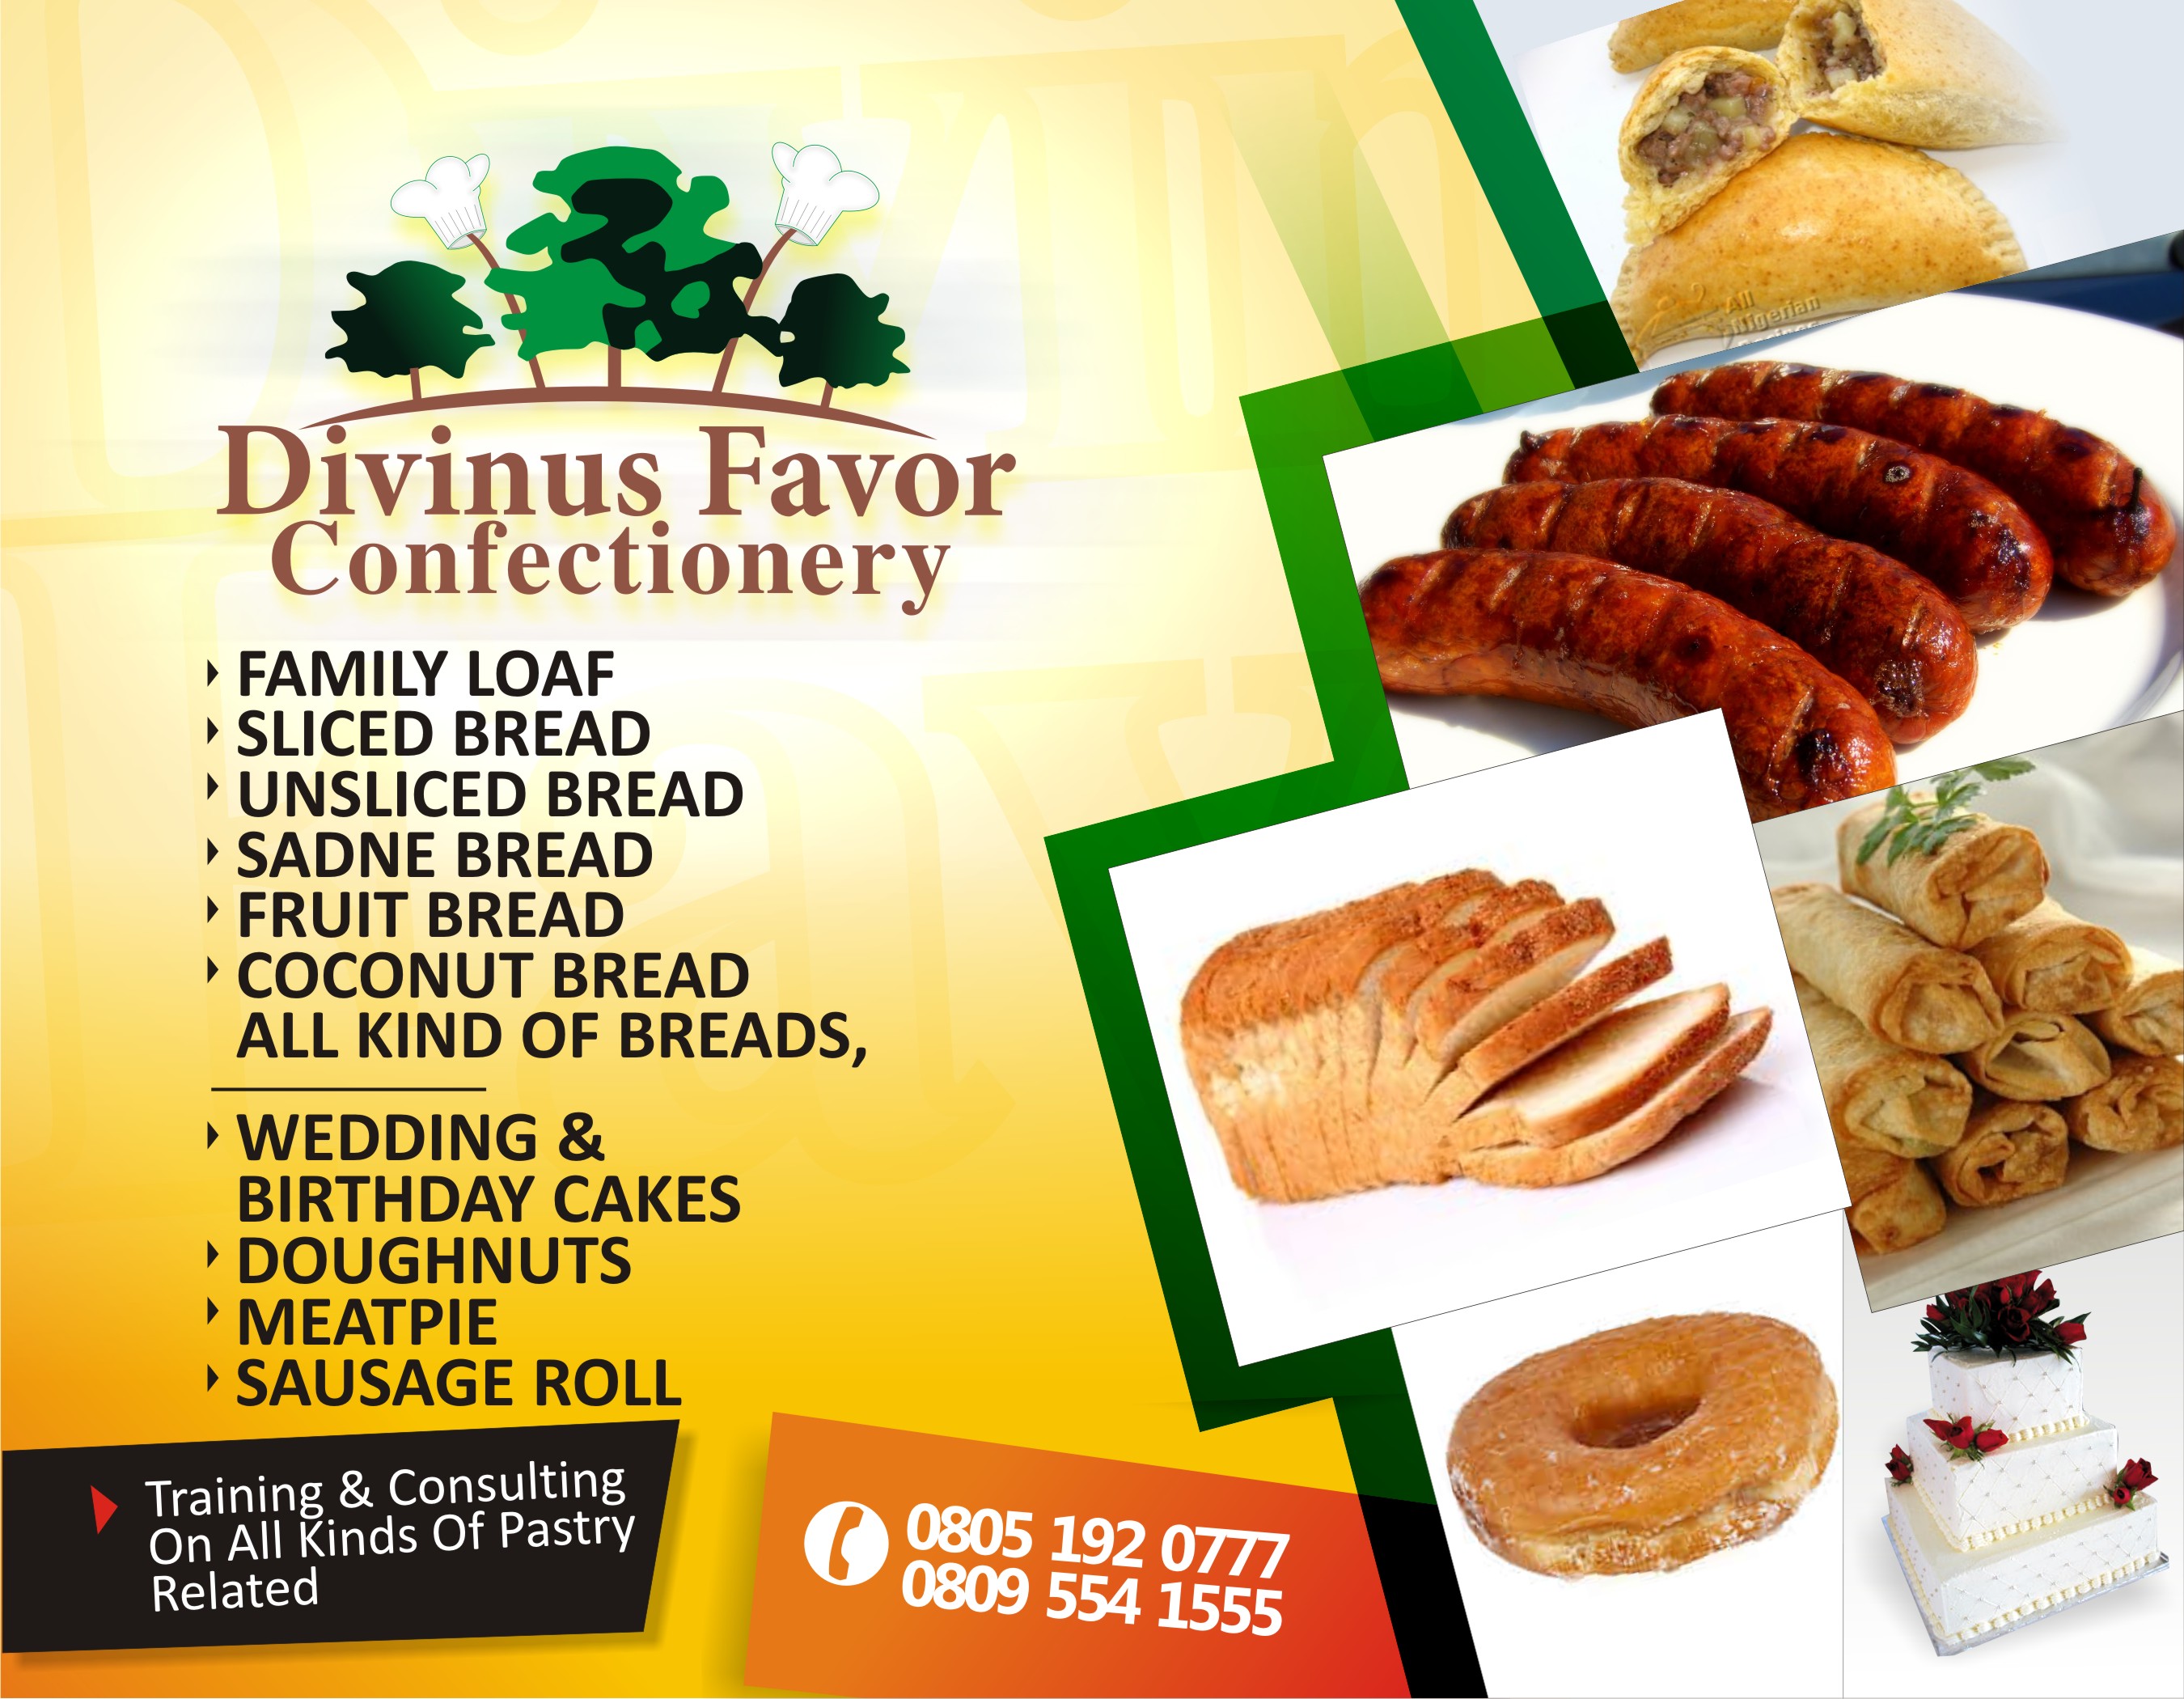 Divinus Favor
Confectionery
FAMILY LOAF
SLICED BREAD
UNSLICED BREAD
SADNE BREAD
FRUIT BREAD
COCONUT BREAD
ALL KIND OF BREADS,
WEDDING &
BIRTHDAY CAKES
DOUGHNUTS
MEATPIE
SAUSAGE ROLL
Training & Consulting
On All Kinds Of Pastry
Related
0805 192 0777
0809 554 1555
All
Nigerian